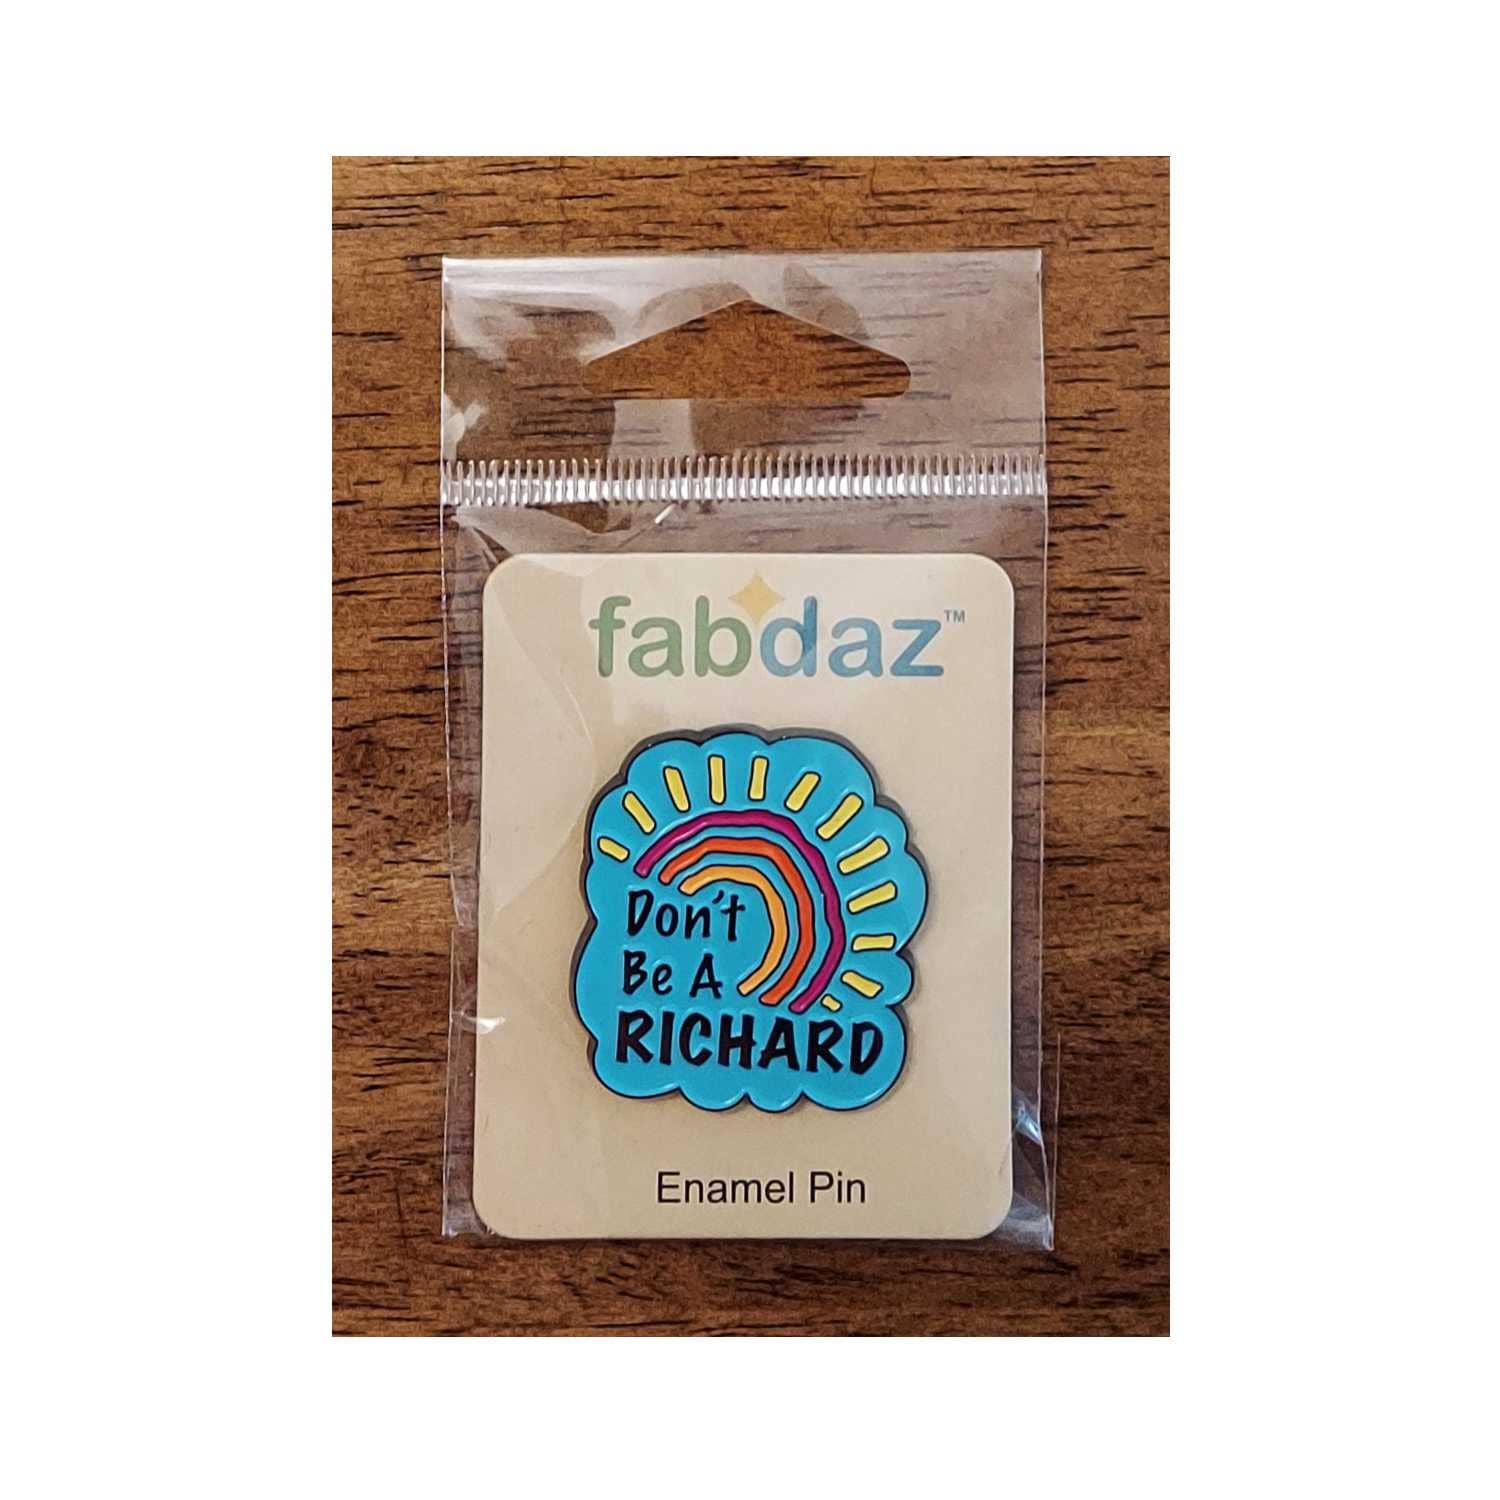 fabdaz™
Don't
Be A
RICHARD
Enamel Pin